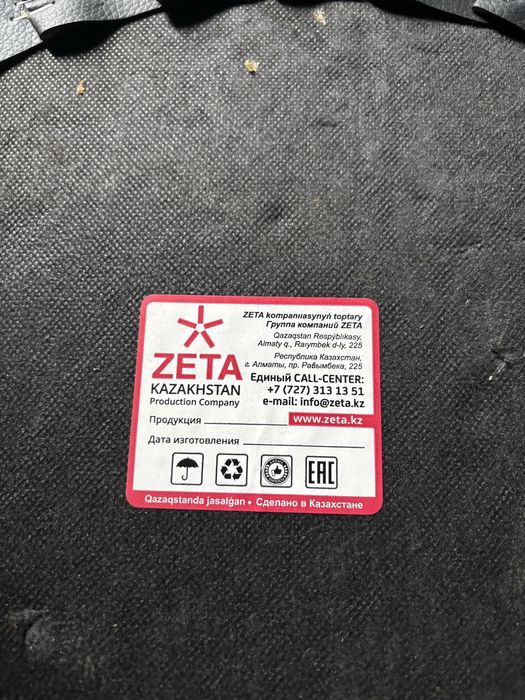 ZETA kompanııasynyń toptary
Группа компаний ZETA
Qazaqstan Respýblıkasy,
Almaty q., Raıymbek d-ly, 225
Республика Казахстан,
г. Алматы, пр. Райымбека, 225
ZETA
KAZAKHSTAN
Production Company
Единый CALL-CENTER:
+7 (727) 313 13 51
e-mail: info@zeta.kz
www.zeta.kz
Продукция
Дата изготовления
EAC
Qazaqstanda jasalǵan • Сделано в Казахстане